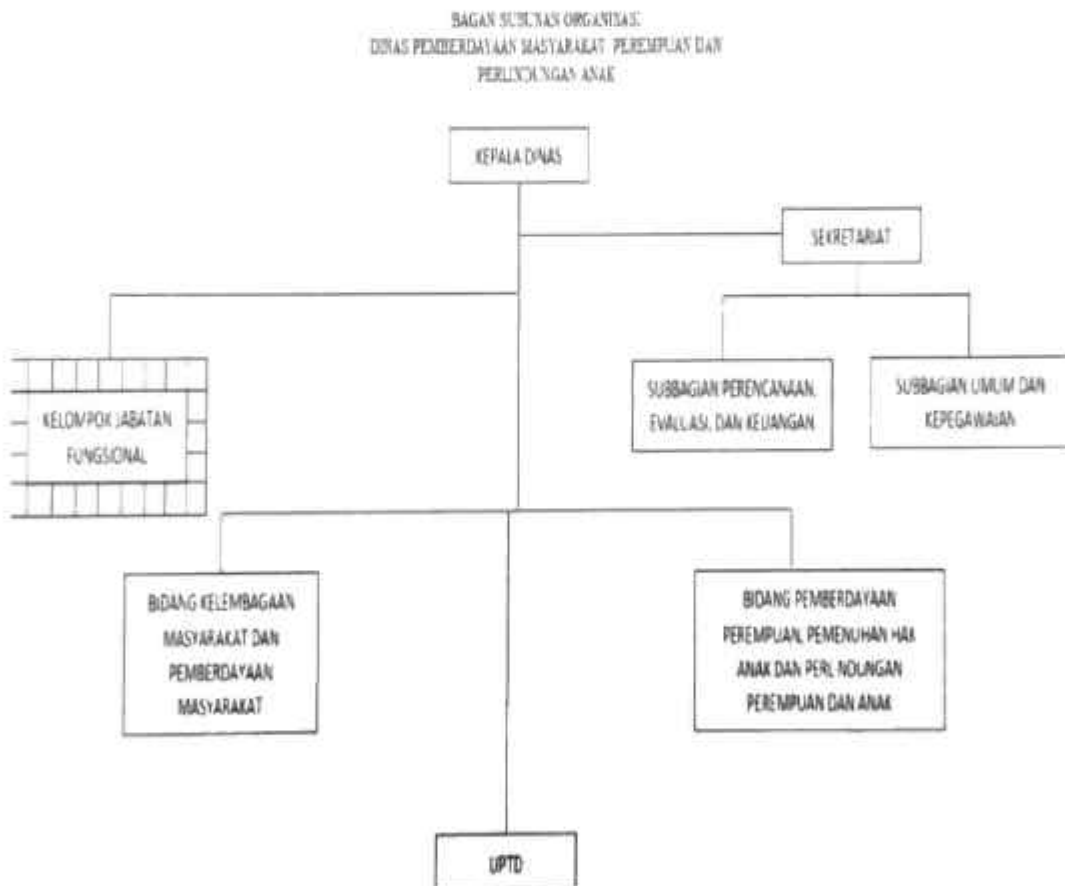 BAGAN SUSUNAN ORGANISASI
DINAS PEMBERDAYAAN MASYARAKAT PEREMPUAN DAN
PERLINDUNGAN ANAK
KEPALA DINAS
SEKRETARIAT
SUBBAGIAN PERENCANAAN,
EVALUASI, DAN KEUANGAN
SUBBAGIAN UMUM DAN
KEPEGAWAIAN
KELOMPOK JABATAN
FUNGSIONAL
BIDANG KELEMBAGAAN
MASYARAKAT DAN
PEMBERDAYAAN
MASYARAKAT
BIDANG PEMBERDAYAAN
PEREMPUAN, PEMENUHAN HAK
ANAK DAN PERLINDUNGAN
PEREMPUAN DAN ANAK
UPTD